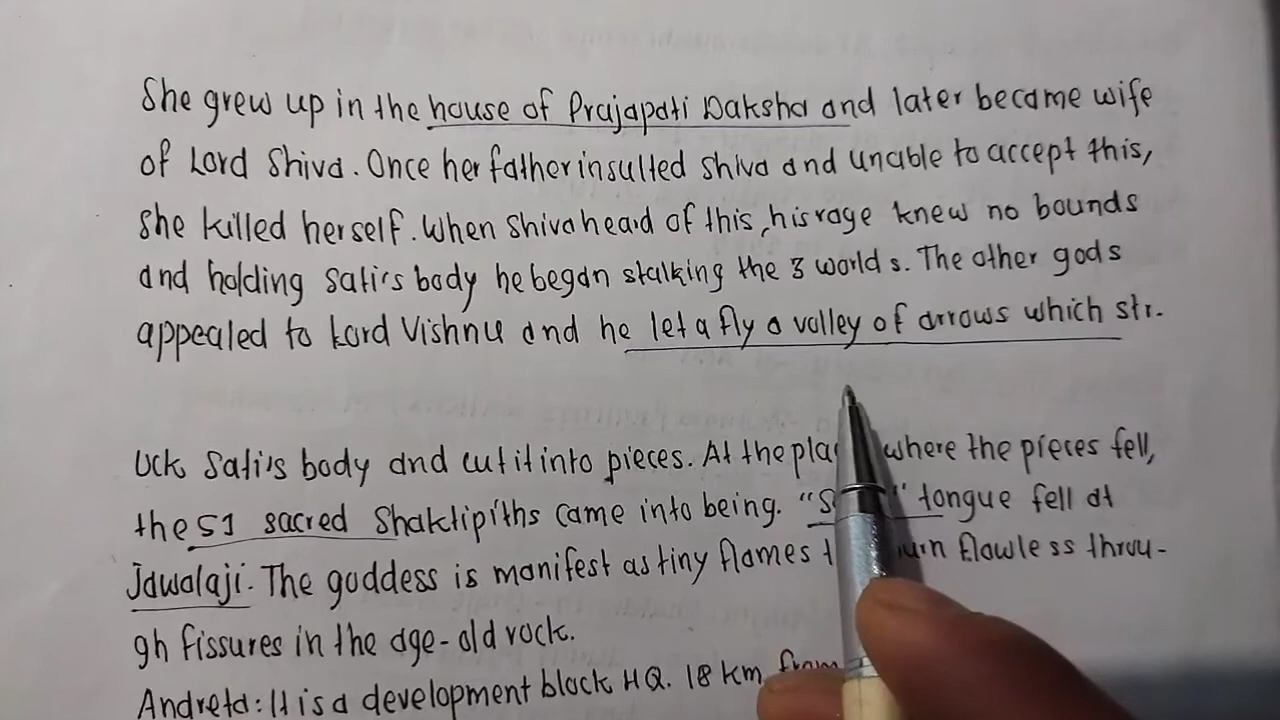 She grew up in the house of Prajapati Daksha and later became wife
of Lord Shiva. Once her father insulted Shiva and unable to accept this,
she killed herself. When Shiva heard of this, his rage knew no bounds
and holding Sati's body he began stalking the 3 worlds. The other gods
appealed to Lord Vishnu and he let a fly a volley of arrows which str.
uck Sati's body and cut it into pieces. At the where the pieces fell,
the 51 sacred Shaktipiths came into being. tongue fell at
Jawalaji. The goddess is manifest as tiny flames flawless throu-
gh fissures in the age-old rock.
Andreta: It is a development block HQ. 18 km from